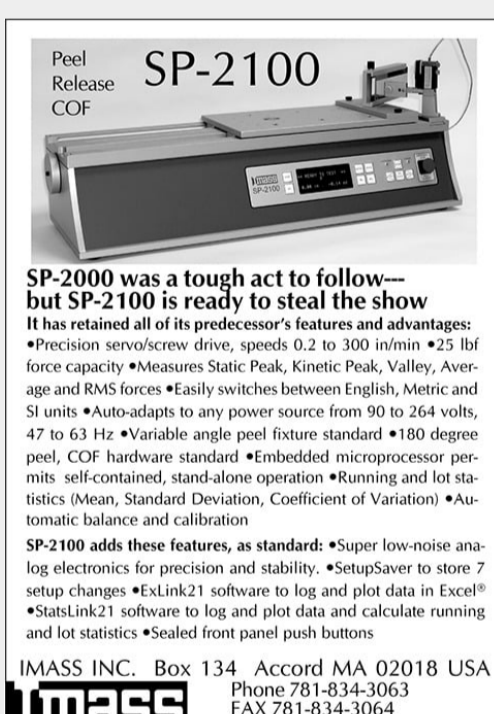 Peel
Release
COF
SP-2100
Imass
SP-2100
READY TO TEST
SP-2000 was a tough act to follow---
but SP-2100 is ready to steal the show
It has retained all of its predecessor's features and advantages:
•Precision servo/screw drive, speeds 0.2 to 300 in/min •25 lbf
force capacity •Measures Static Peak, Kinetic Peak, Valley, Aver-
age and RMS forces •Easily switches between English, Metric and
SI units •Auto-adapts to any power source from 90 to 264 volts,
47 to 63 Hz •Variable angle peel fixture standard •180 degree
peel, COF hardware standard •Embedded microprocessor per-
mits self-contained, stand-alone operation •Running and lot sta-
tistics (Mean, Standard Deviation, Coefficient of Variation) •Au-
tomatic balance and calibration
SP-2100 adds these features, as standard: •Super low-noise ana-
log electronics for precision and stability. •SetupSaver to store 7
setup changes •ExLink21 software to log and plot data in Excel®
•StatsLink21 software to log and plot data and calculate running
and lot statistics •Sealed front panel push buttons
IMASS INC. Box 134 Accord MA 02018 USA
Imass
Phone 781-834-3063
FAX 781-834-3064